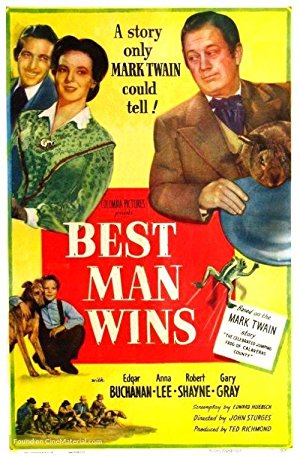 A story
only
MARK TWAIN
could
tell!
COLUMBIA PICTURES
presents
BEST
MAN
WINS
Based on the
MARK TWAIN
story
"THE CELEBRATED JUMPING
FROG OF CALAVERAS
COUNTY"
with
Edgar Anna Robert Gary
BUCHANAN · LEE · SHAYNE · GRAY
Screenplay by EDWARD HUEBSCH
Directed by JOHN STURGES
Produced by TED RICHMOND
Found on CineMaterial.com